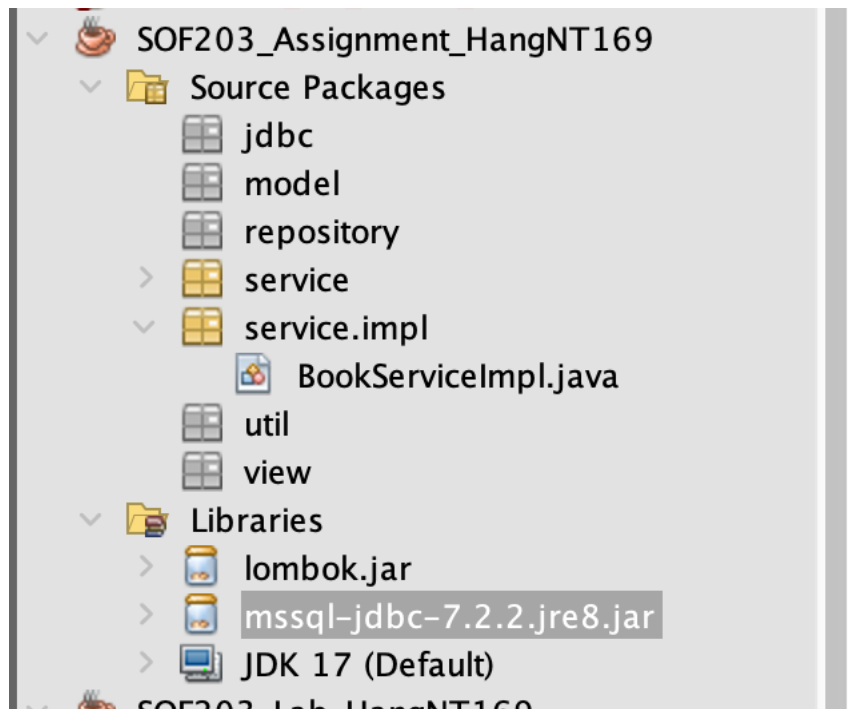 SOF203_Assignment_HangNT169
Source Packages
jdbc
model
repository
service
service.impl
BookServiceImpl.java
util
view
Libraries
lombok.jar
mssql-jdbc-7.2.2.jre8.jar
JDK 17 (Default)
SOF203_Lab_HangNT169